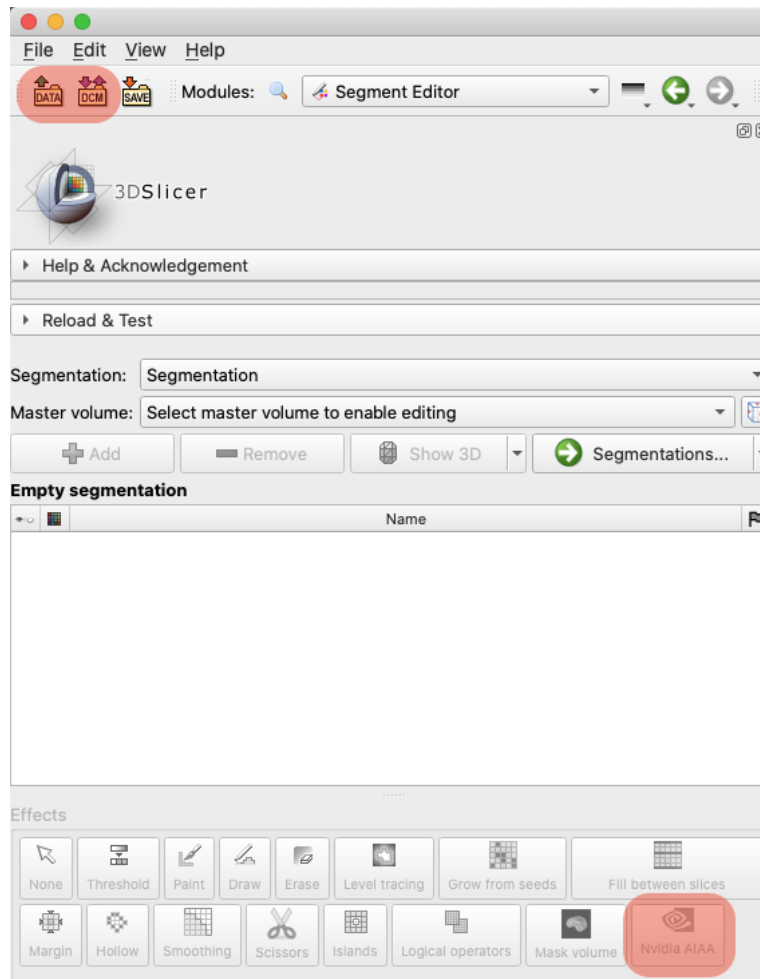 File Edit View Help
DATA DCM SAVE Modules: Segment Editor
3DSlicer
Help & Acknowledgement
Reload & Test
Segmentation: Segmentation
Master volume: Select master volume to enable editing
Add Remove Show 3D Segmentations...
Empty segmentation
Name
Effects
None Threshold Paint Draw Erase Level tracing Grow from seeds Fill between slices
Margin Hollow Smoothing Scissors Islands Logical operators Mask volume Nvidia AIAA